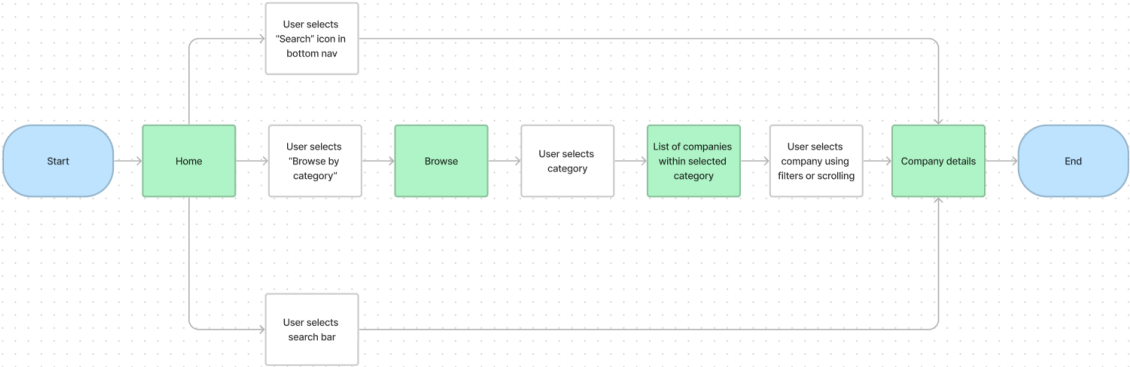 User selects
“Search” icon in
bottom nav
Start
Home
User selects
“Browse by
category”
Browse
User selects
category
List of companies
within selected
category
User selects
company using
filters or scrolling
Company details
End
User selects
search bar